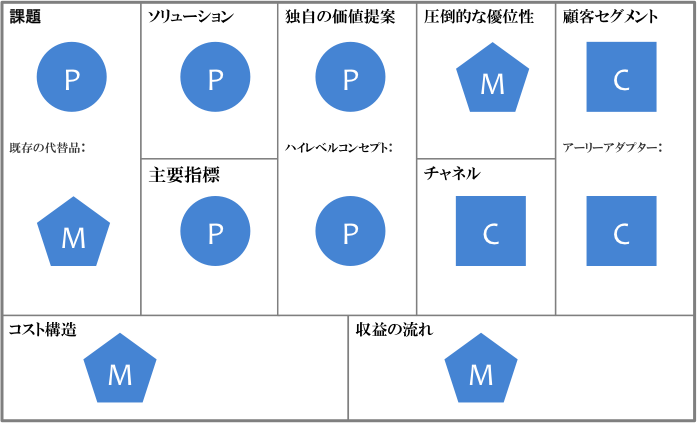 課題
P
既存の代替品：
M
ソリューション
P
主要指標
P
独自の価値提案
P
ハイレベルコンセプト：
P
圧倒的な優位性
M
チャネル
C
顧客セグメント
C
アーリーアダプター：
C
コスト構造
M
収益の流れ
M